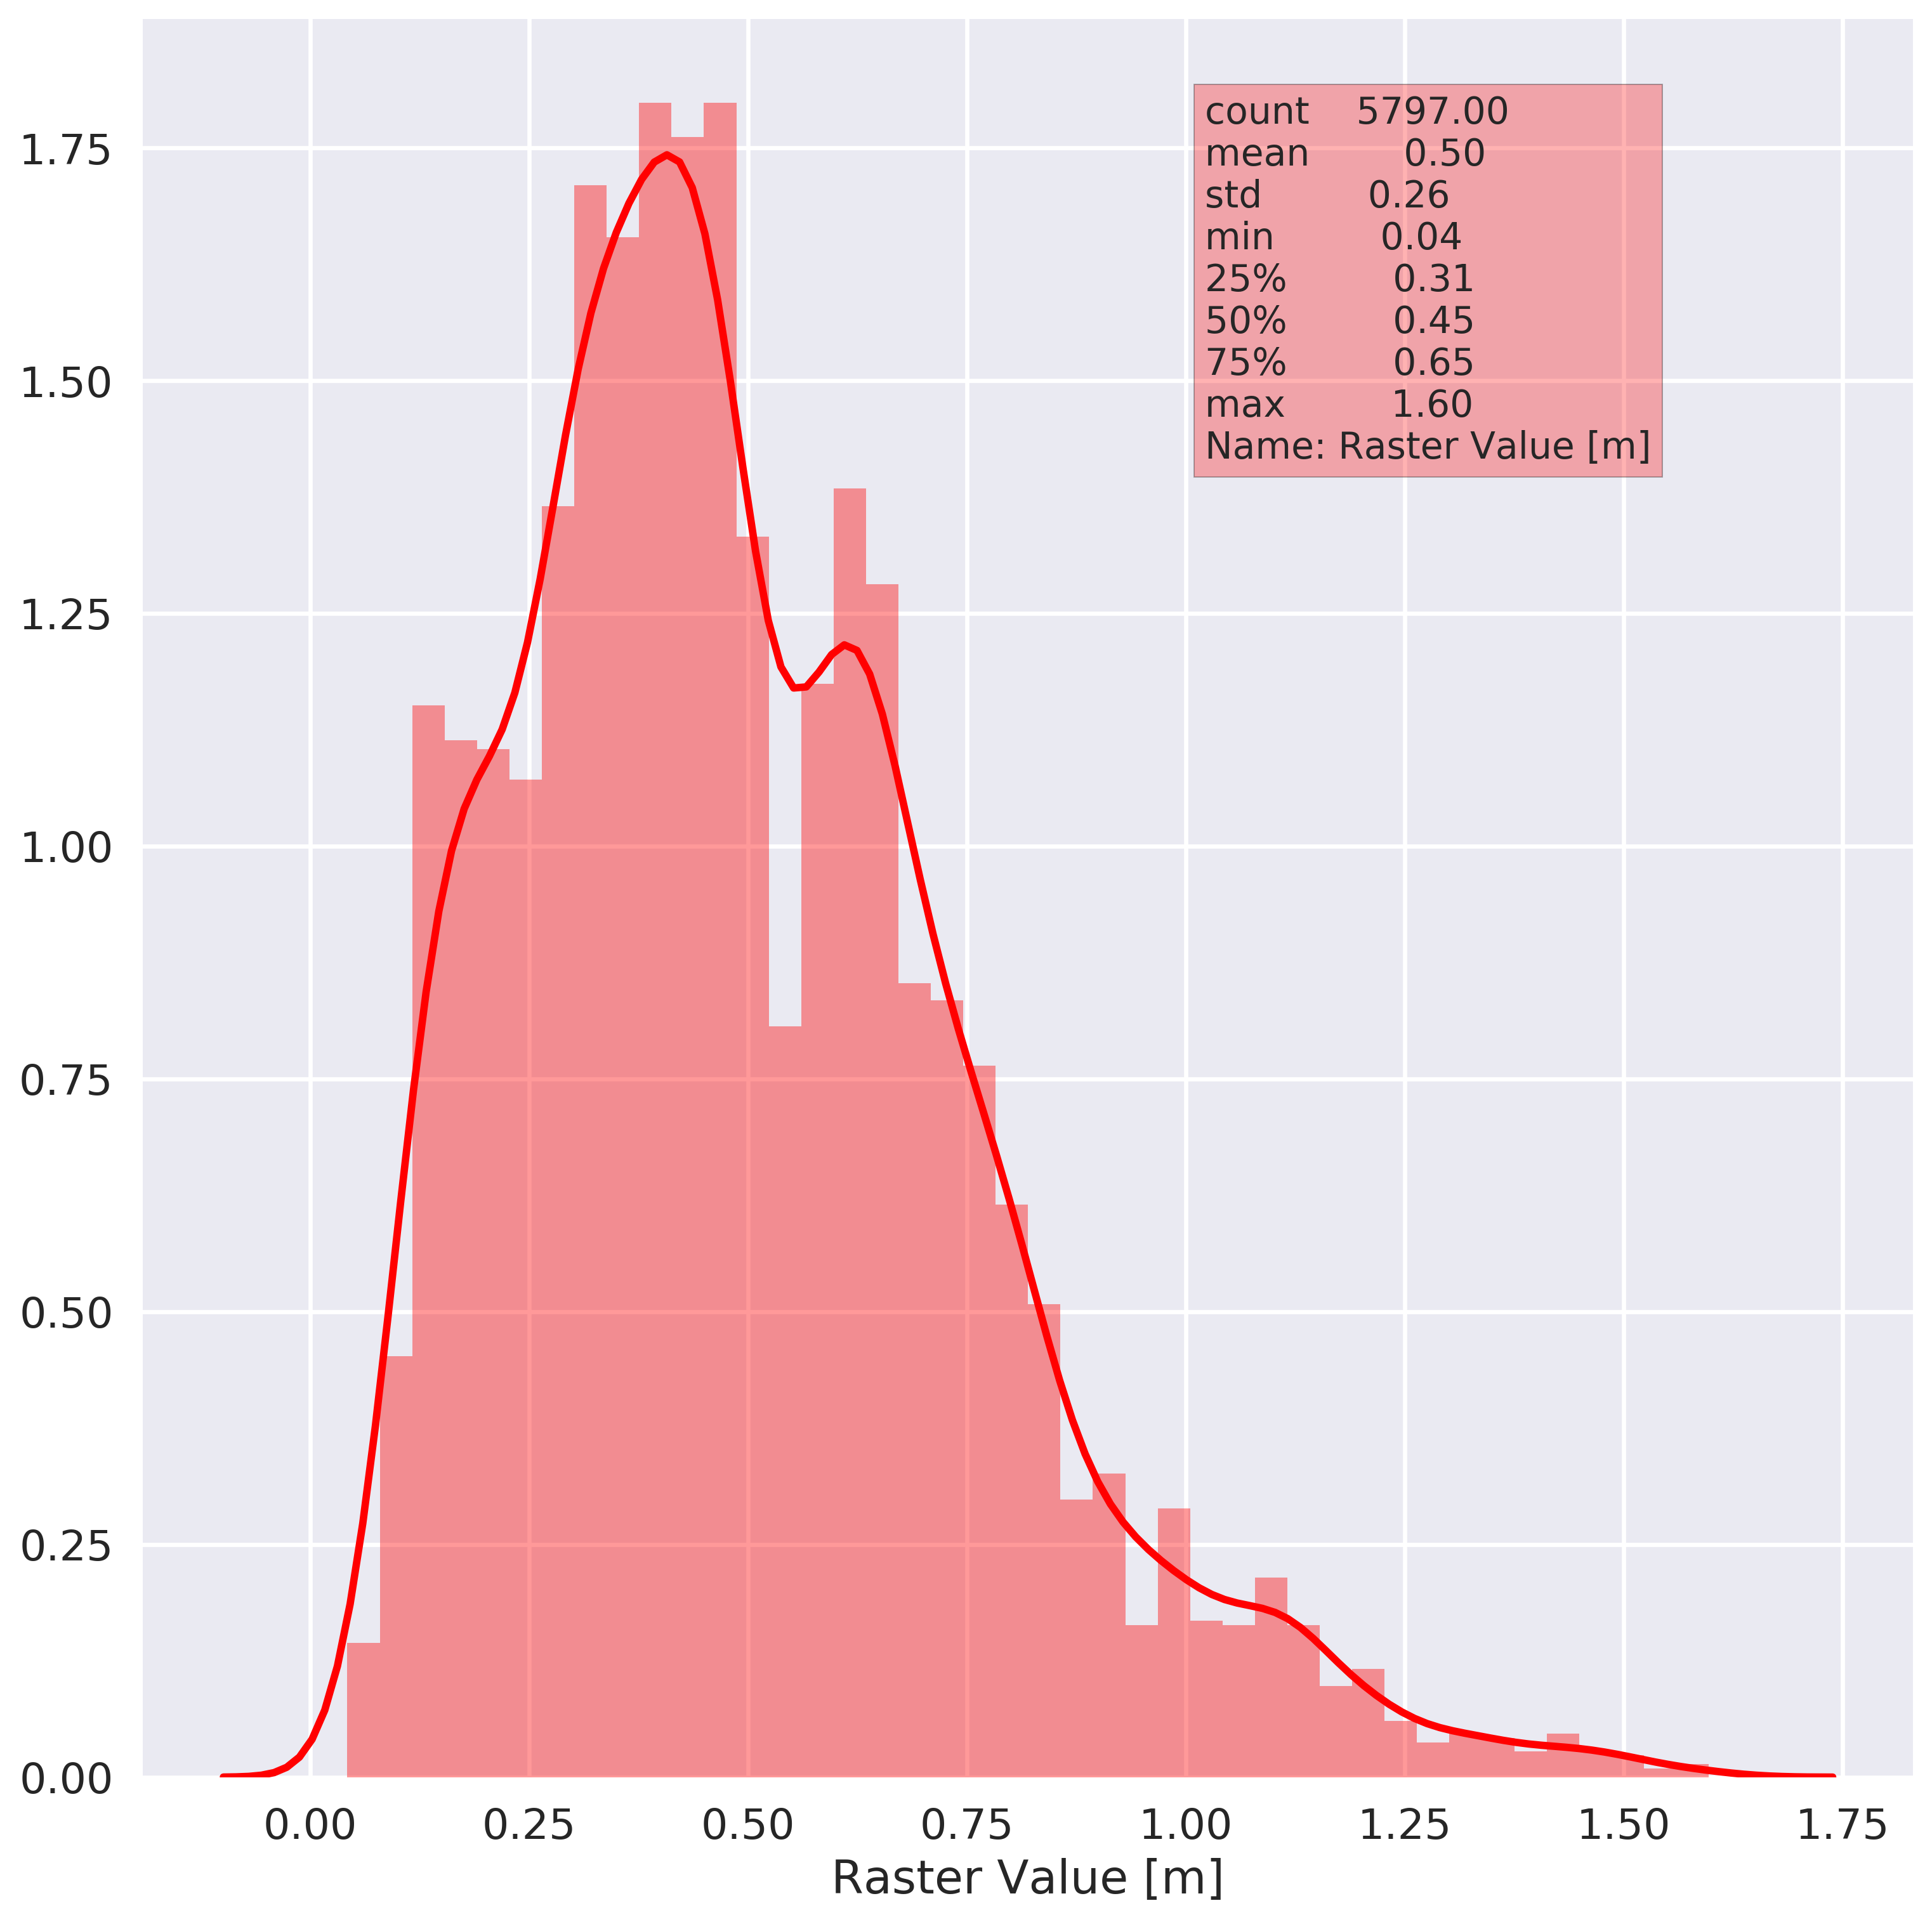 1.75
1.50
1.25
1.00
0.75
0.50
0.25
0.00
count 5797.00
mean 0.50
std 0.26
min 0.04
25% 0.31
50% 0.45
75% 0.65
max 1.60
Name: Raster Value [m]
0.00 0.25 0.50 0.75 1.00 1.25 1.50 1.75
Raster Value [m]